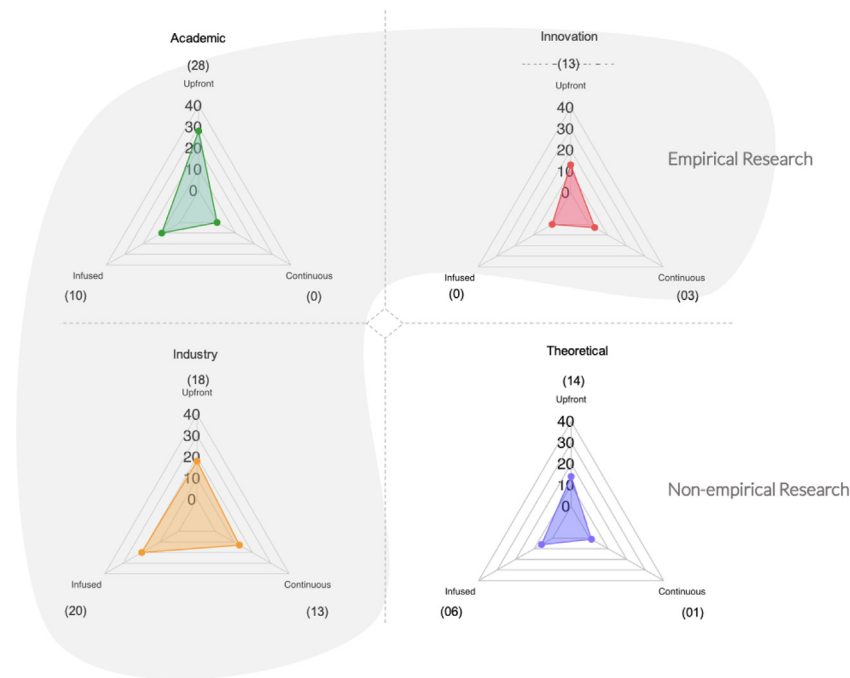 Academic
(28)
Upfront
40
30
20
10
0
Infused
Continuous
(10)
(0)
Innovation
(13)
Upfront
40
30
20
10
0
Infused
Continuous
(0)
(03)
Empirical Research
Industry
(18)
Upfront
40
30
20
10
0
Infused
Continuous
(20)
(13)
Theoretical
(14)
Upfront
40
30
20
10
0
Infused
Continuous
(06)
(01)
Non-empirical Research